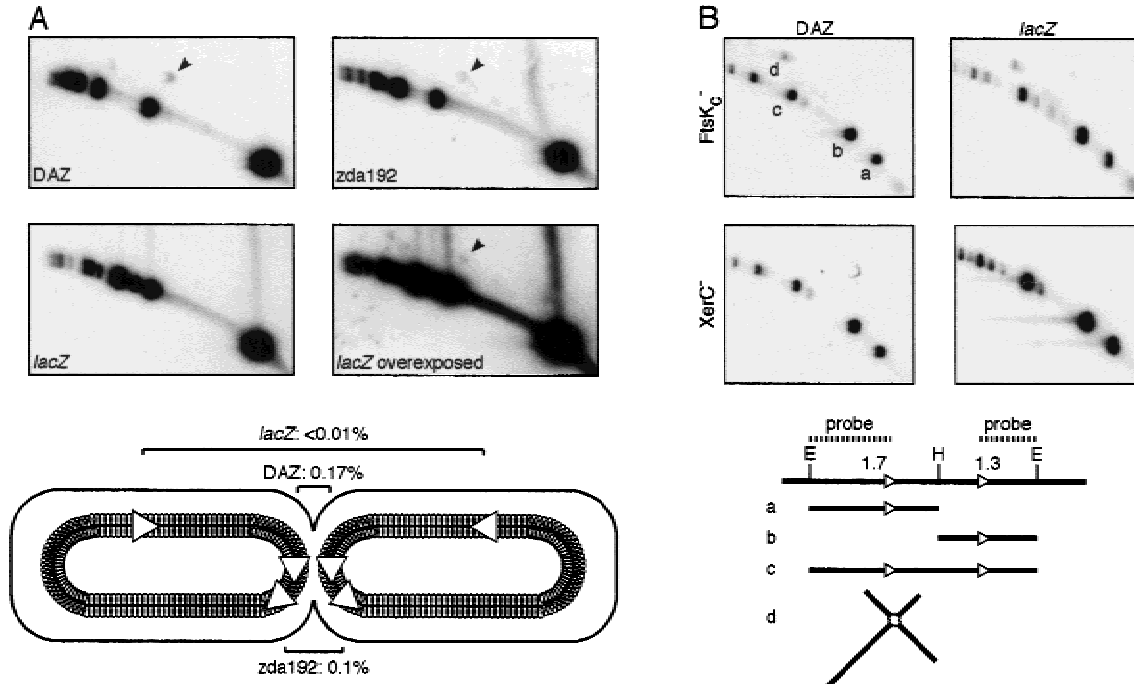 A
DAZ
zda192
lacZ
lacZ overexposed
lacZ: <0.01%
DAZ: 0.17%
zda192: 0.1%
B
DAZ
lacZ
FtsKC-
d
c
b
a
XerC-
probe
probe
E
1.7
H
1.3
E
a
b
c
d